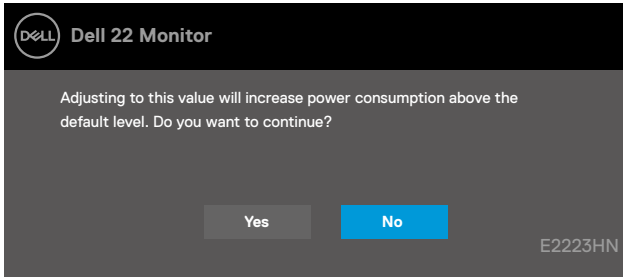 DELL Dell 22 Monitor
Adjusting to this value will increase power consumption above the
default level. Do you want to continue?
Yes No
E2223HN